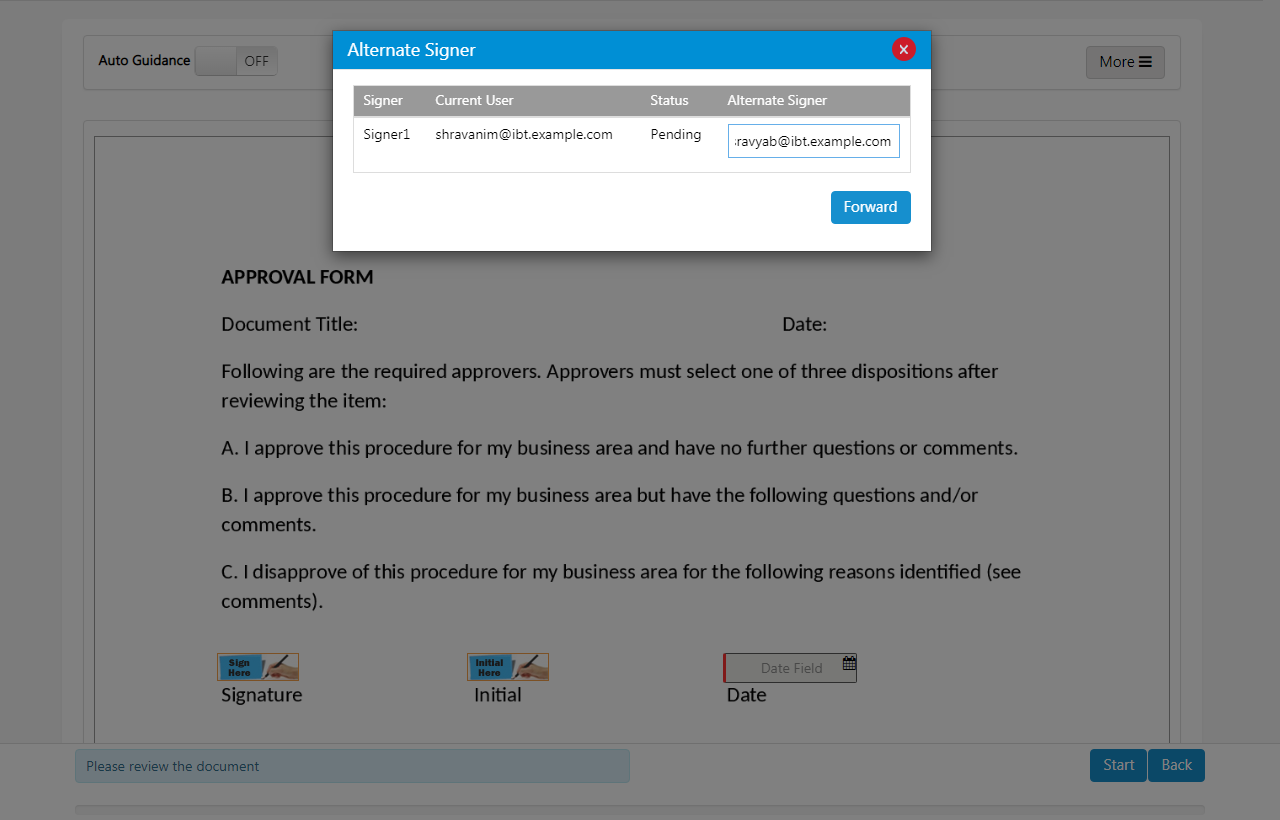 Alternate Signer
Auto Guidance OFF
More
Signer Current User Status Alternate Signer
Signer1 shravanim@ibt.example.com Pending ravyab@ibt.example.com
Forward
APPROVAL FORM
Document Title: Date:
Following are the required approvers. Approvers must select one of three dispositions after
reviewing the item:
A. I approve this procedure for my business area and have no further questions or comments.
B. I approve this procedure for my business area but have the following questions and/or
comments.
C. I disapprove of this procedure for my business area for the following reasons identified (see
comments).
Sign
Here
Initial
Here
Date Field
Signature Initial Date
Please review the document
Start Back